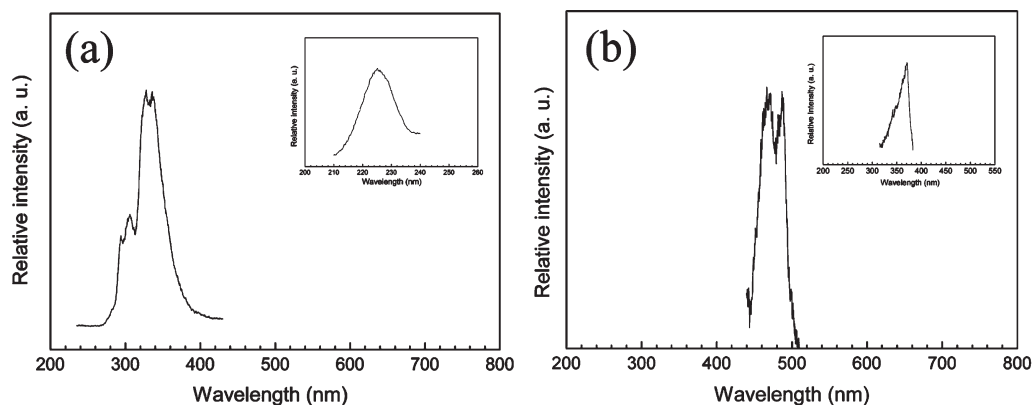 (a)
Relative intensity (a. u.)
200 300 400 500 600 700 800
Wavelength (nm)
Relative intensity (a. u.)
200 210 220 230 240 250 260
Wavelength (nm)
(b)
Relative intensity (a. u.)
200 400 500 600 700 800
Wavelength (nm)
Relative intensity (a. u.)
200 250 300 350 400 450 500 550
Wavelength (nm)